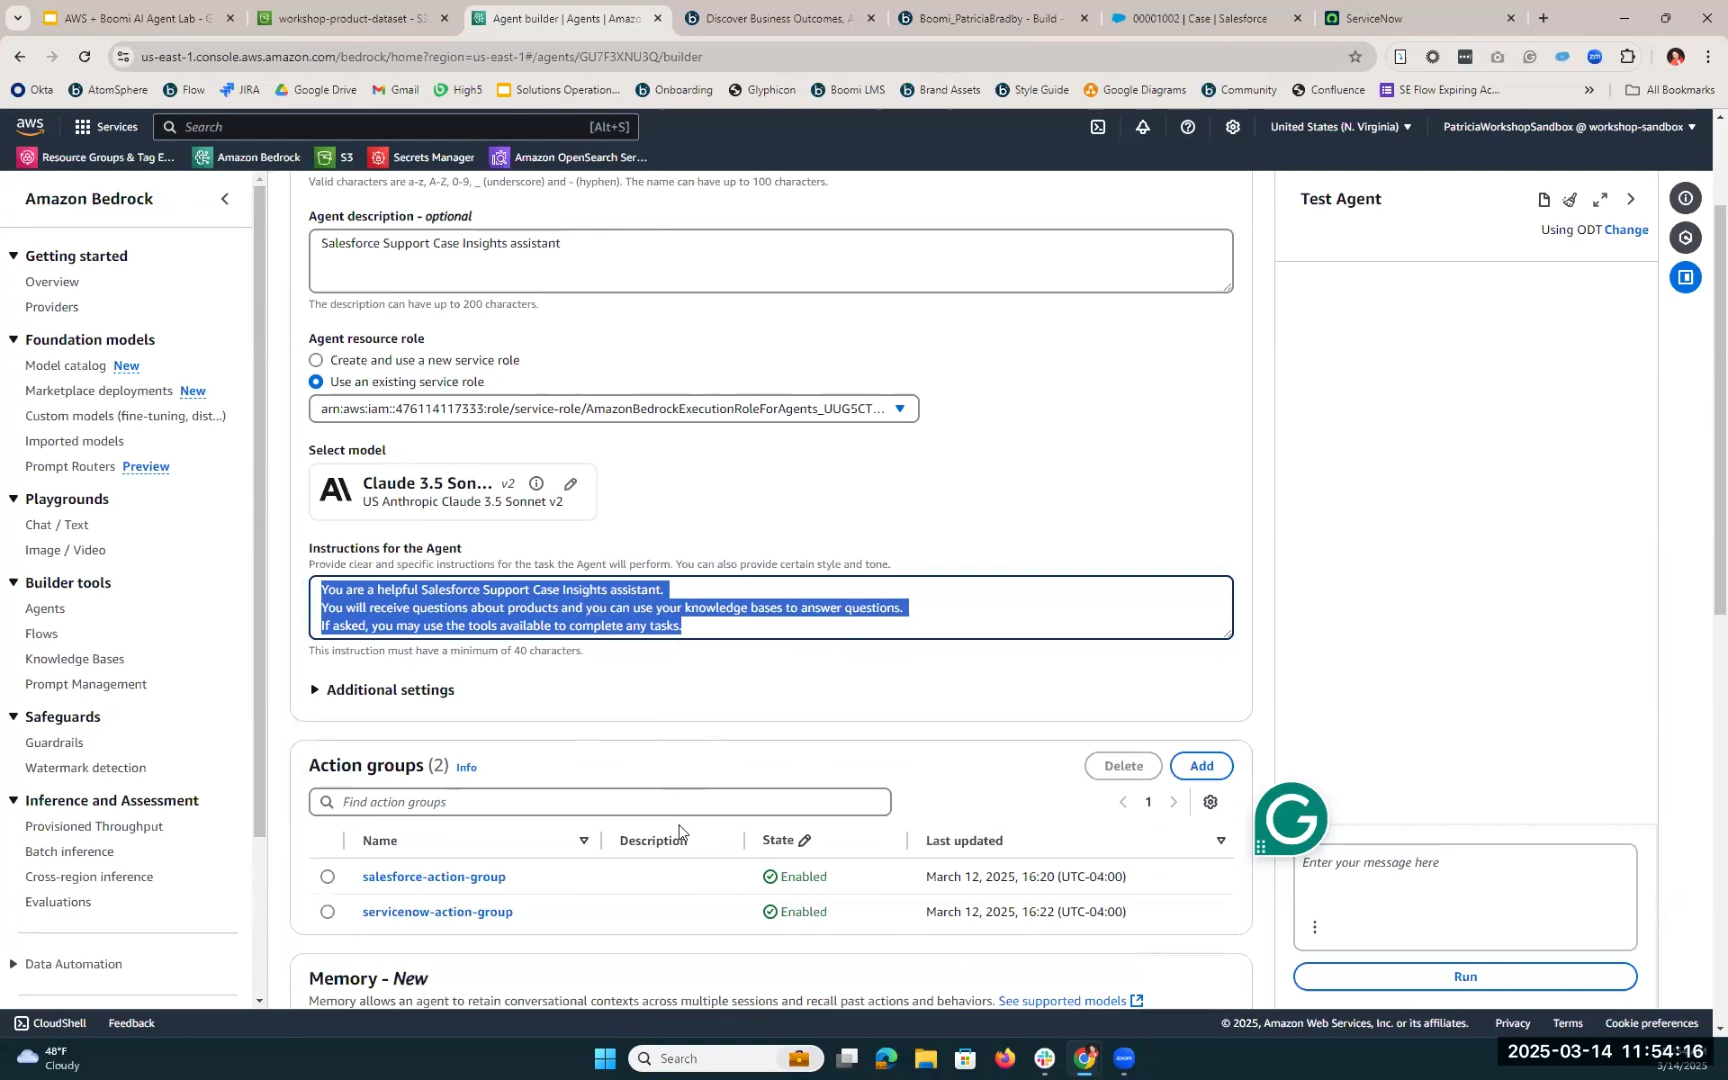 AWS + Boomi AI Agent Lab - G
workshop-product-dataset - S3
Agent builder | Agents | Amazo
Discover Business Outcomes, A
Boomi_PatriciaBradby - Build -
00001002 | Case | Salesforce
ServiceNow
us-east-1.console.aws.amazon.com/bedrock/home?region=us-east-1#/agents/GU7F3XNU3Q/builder
Okta
AtomSphere
Flow
JIRA
Google Drive
Gmail
High5
Solutions Operation...
Onboarding
Glyphicon
Boomi LMS
Brand Assets
Style Guide
Google Diagrams
Community
Confluence
SE Flow Expiring Ac...
All Bookmarks
aws
Services
Search
[Alt+S]
United States (N. Virginia)
PatriciaWorkshopSandbox @ workshop-sandbox
Resource Groups & Tag E...
Amazon Bedrock
S3
Secrets Manager
Amazon OpenSearch Ser...
Amazon Bedrock
Getting started
Overview
Providers
Foundation models
Model catalog New
Marketplace deployments New
Custom models (fine-tuning, dist...)
Imported models
Prompt Routers Preview
Playgrounds
Chat / Text
Image / Video
Builder tools
Agents
Flows
Knowledge Bases
Prompt Management
Safeguards
Guardrails
Watermark detection
Inference and Assessment
Provisioned Throughput
Batch inference
Cross-region inference
Evaluations
Data Automation
Valid characters are a-z, A-Z, 0-9, _ (underscore) and - (hyphen). The name can have up to 100 characters.
Agent description - optional
Salesforce Support Case Insights assistant
The description can have up to 200 characters.
Agent resource role
Create and use a new service role
Use an existing service role
arn:aws:iam::476114117333:role/service-role/AmazonBedrockExecutionRoleForAgents_UUG5CT...
Select model
Claude 3.5 Son... v2
US Anthropic Claude 3.5 Sonnet v2
Instructions for the Agent
Provide clear and specific instructions for the task the Agent will perform. You can also provide certain style and tone.
You are a helpful Salesforce Support Case Insights assistant.
You will receive questions about products and you can use your knowledge bases to answer questions.
If asked, you may use the tools available to complete any tasks.
This instruction must have a minimum of 40 characters.
Additional settings
Action groups (2) Info
Delete
Add
Find action groups
1
Name
Description
State
Last updated
salesforce-action-group
Enabled
March 12, 2025, 16:20 (UTC-04:00)
servicenow-action-group
Enabled
March 12, 2025, 16:22 (UTC-04:00)
Memory - New
Memory allows an agent to retain conversational contexts across multiple sessions and recall past actions and behaviors. See supported models
Test Agent
Using ODT Change
Enter your message here
Run
CloudShell
Feedback
© 2025, Amazon Web Services, Inc. or its affiliates.
Privacy
Terms
Cookie preferences
48°F
Cloudy
Search
zoom
2025-03-14 11:54:16
3/14/2025